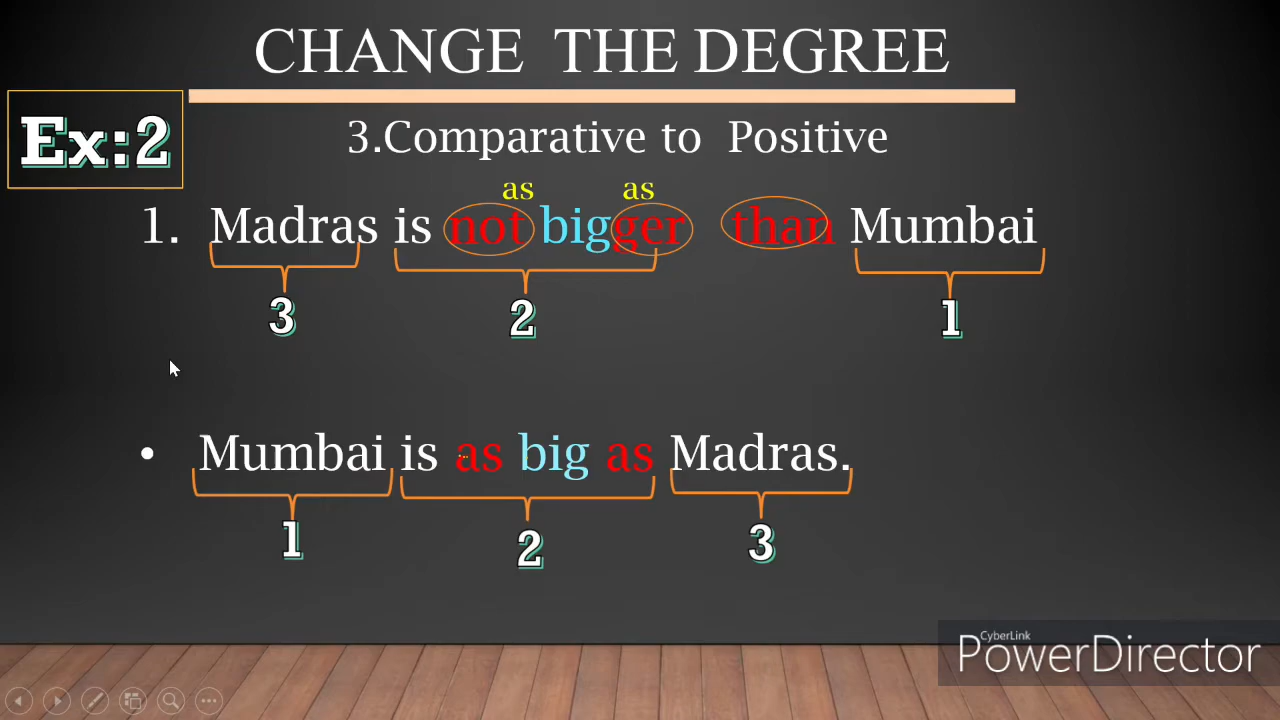 CHANGE THE DEGREE
Ex:2
3.Comparative to Positive
as as
1. Madras is not bigger than Mumbai
3 2 1
• Mumbai is as big as Madras.
1 2 3
CyberLink
PowerDirector